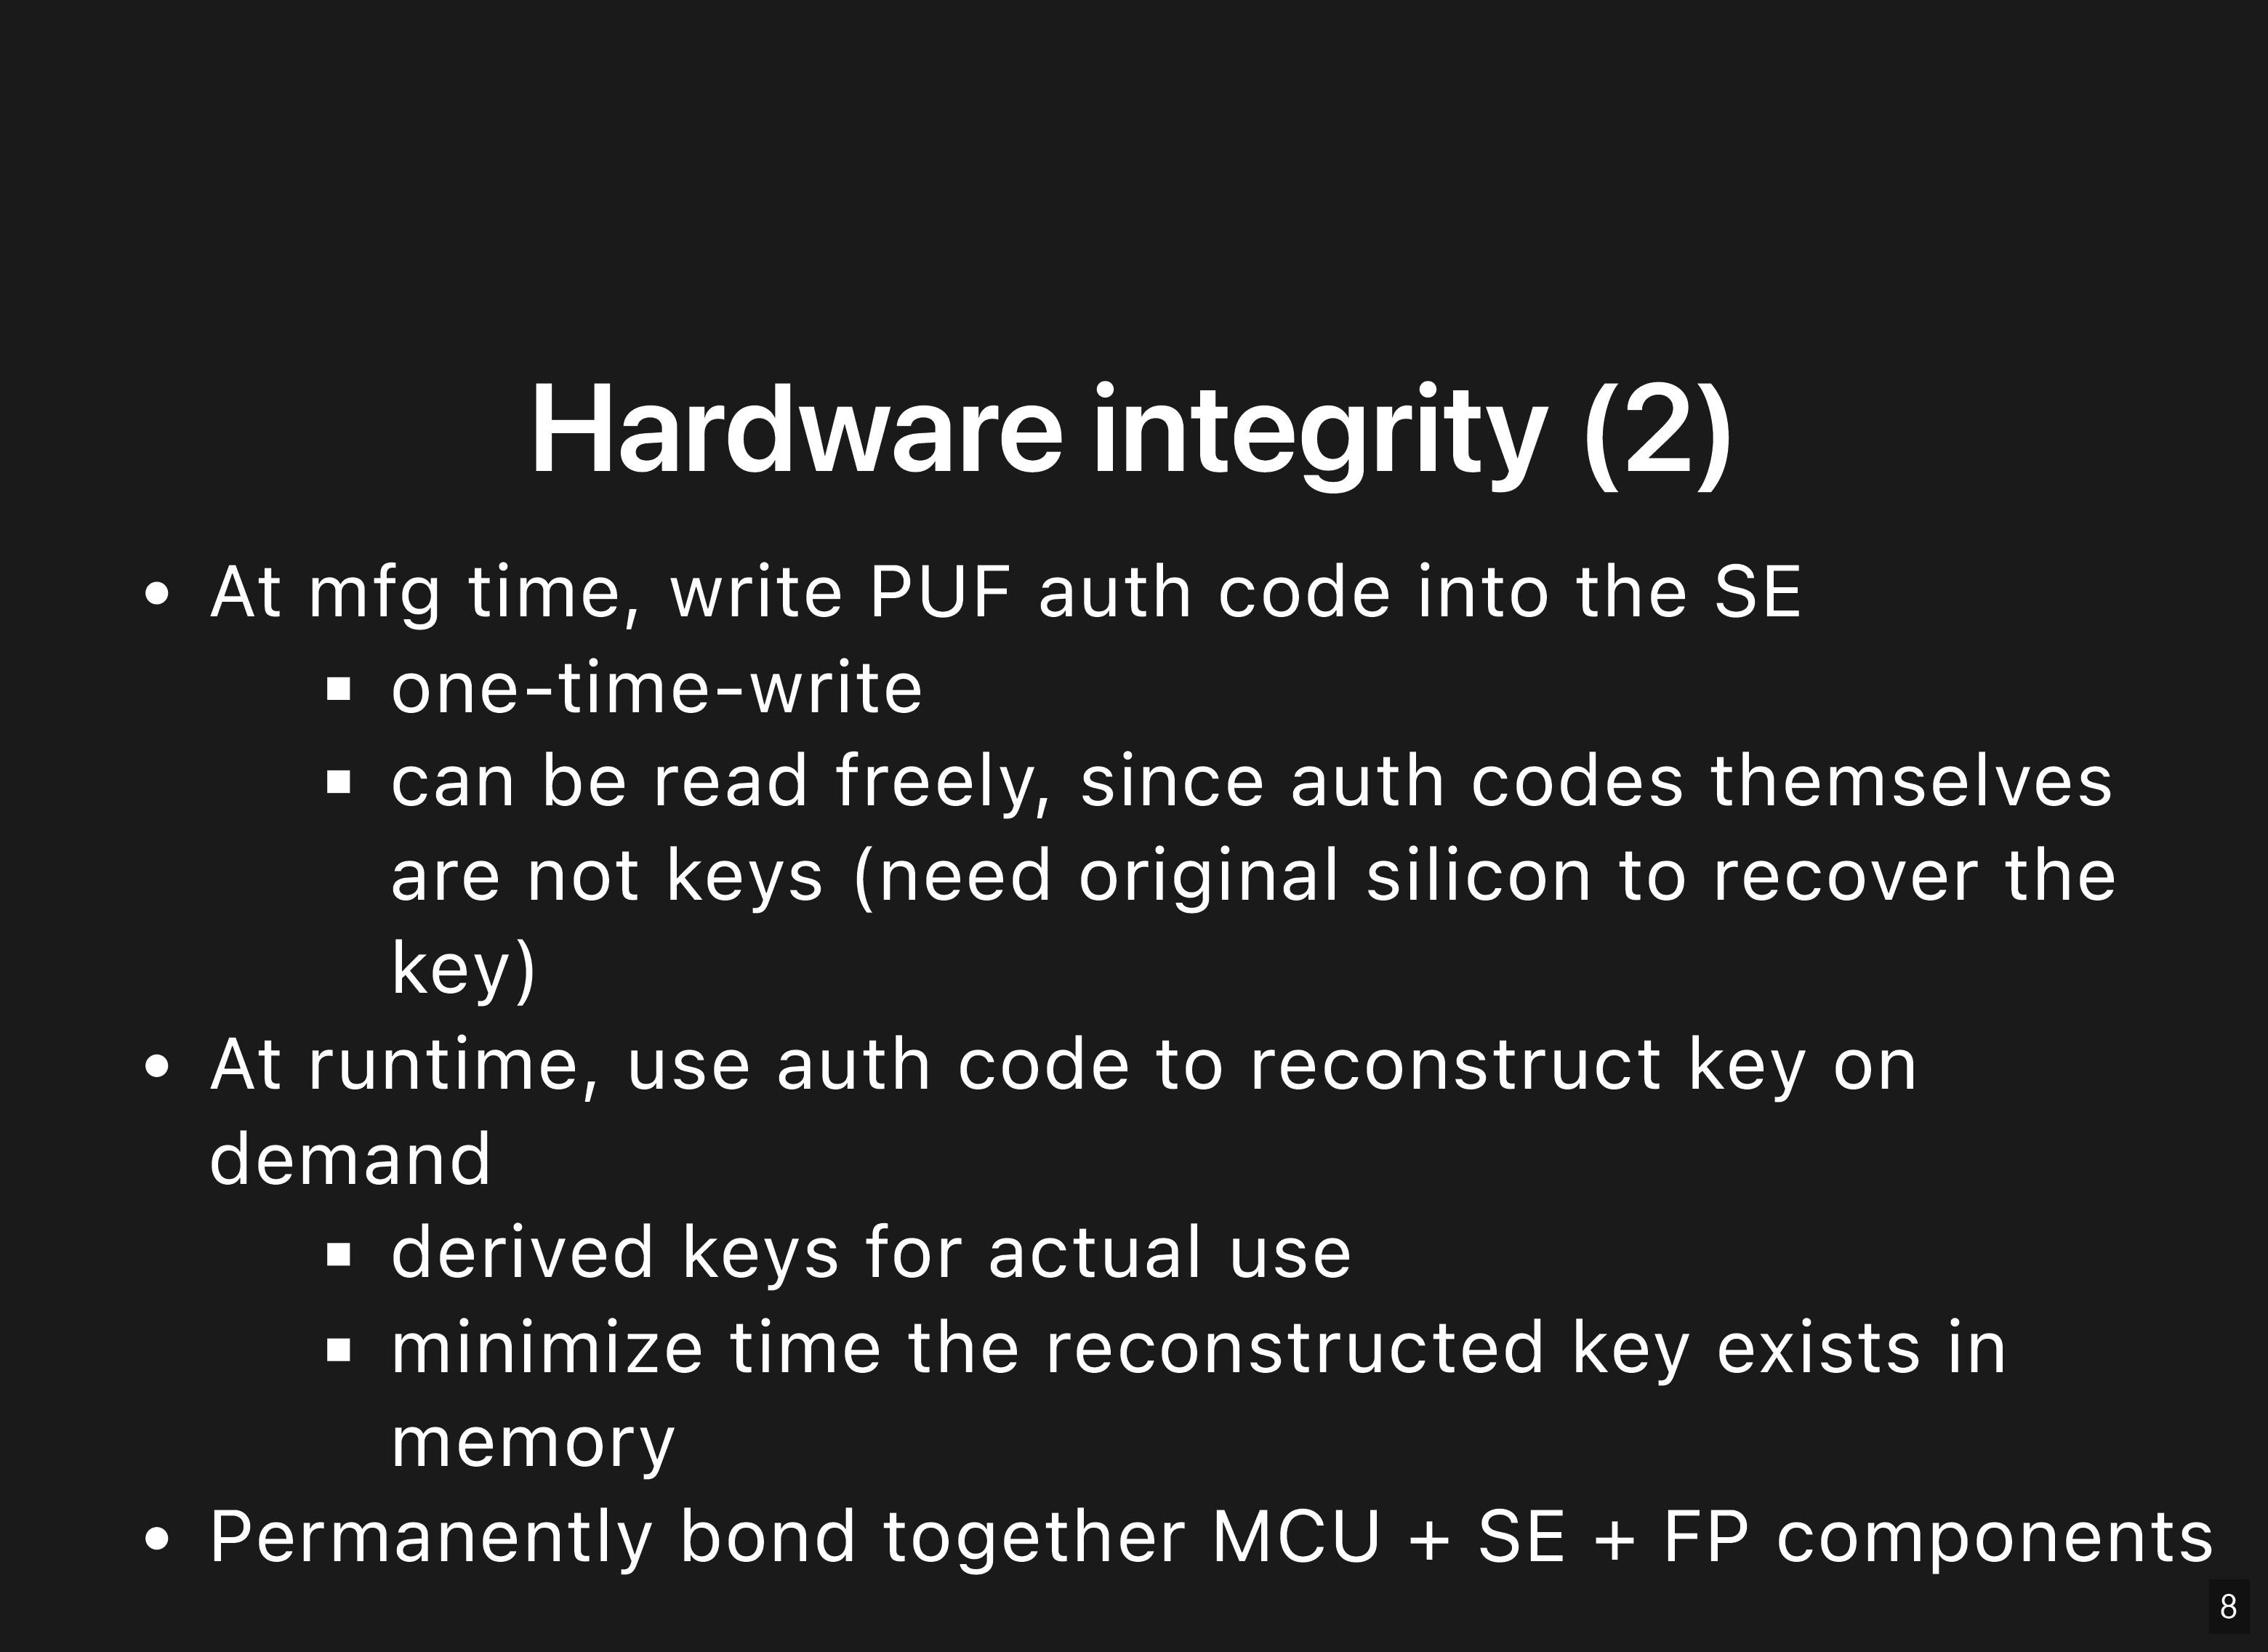 Hardware integrity (2)
• At mfg time, write PUF auth code into the SE
▪ one-time-write
▪ can be read freely, since auth codes themselves
are not keys (need original silicon to recover the
key)
• At runtime, use auth code to reconstruct key on
demand
▪ derived keys for actual use
▪ minimize time the reconstructed key exists in
memory
• Permanently bond together MCU + SE + FP components
8